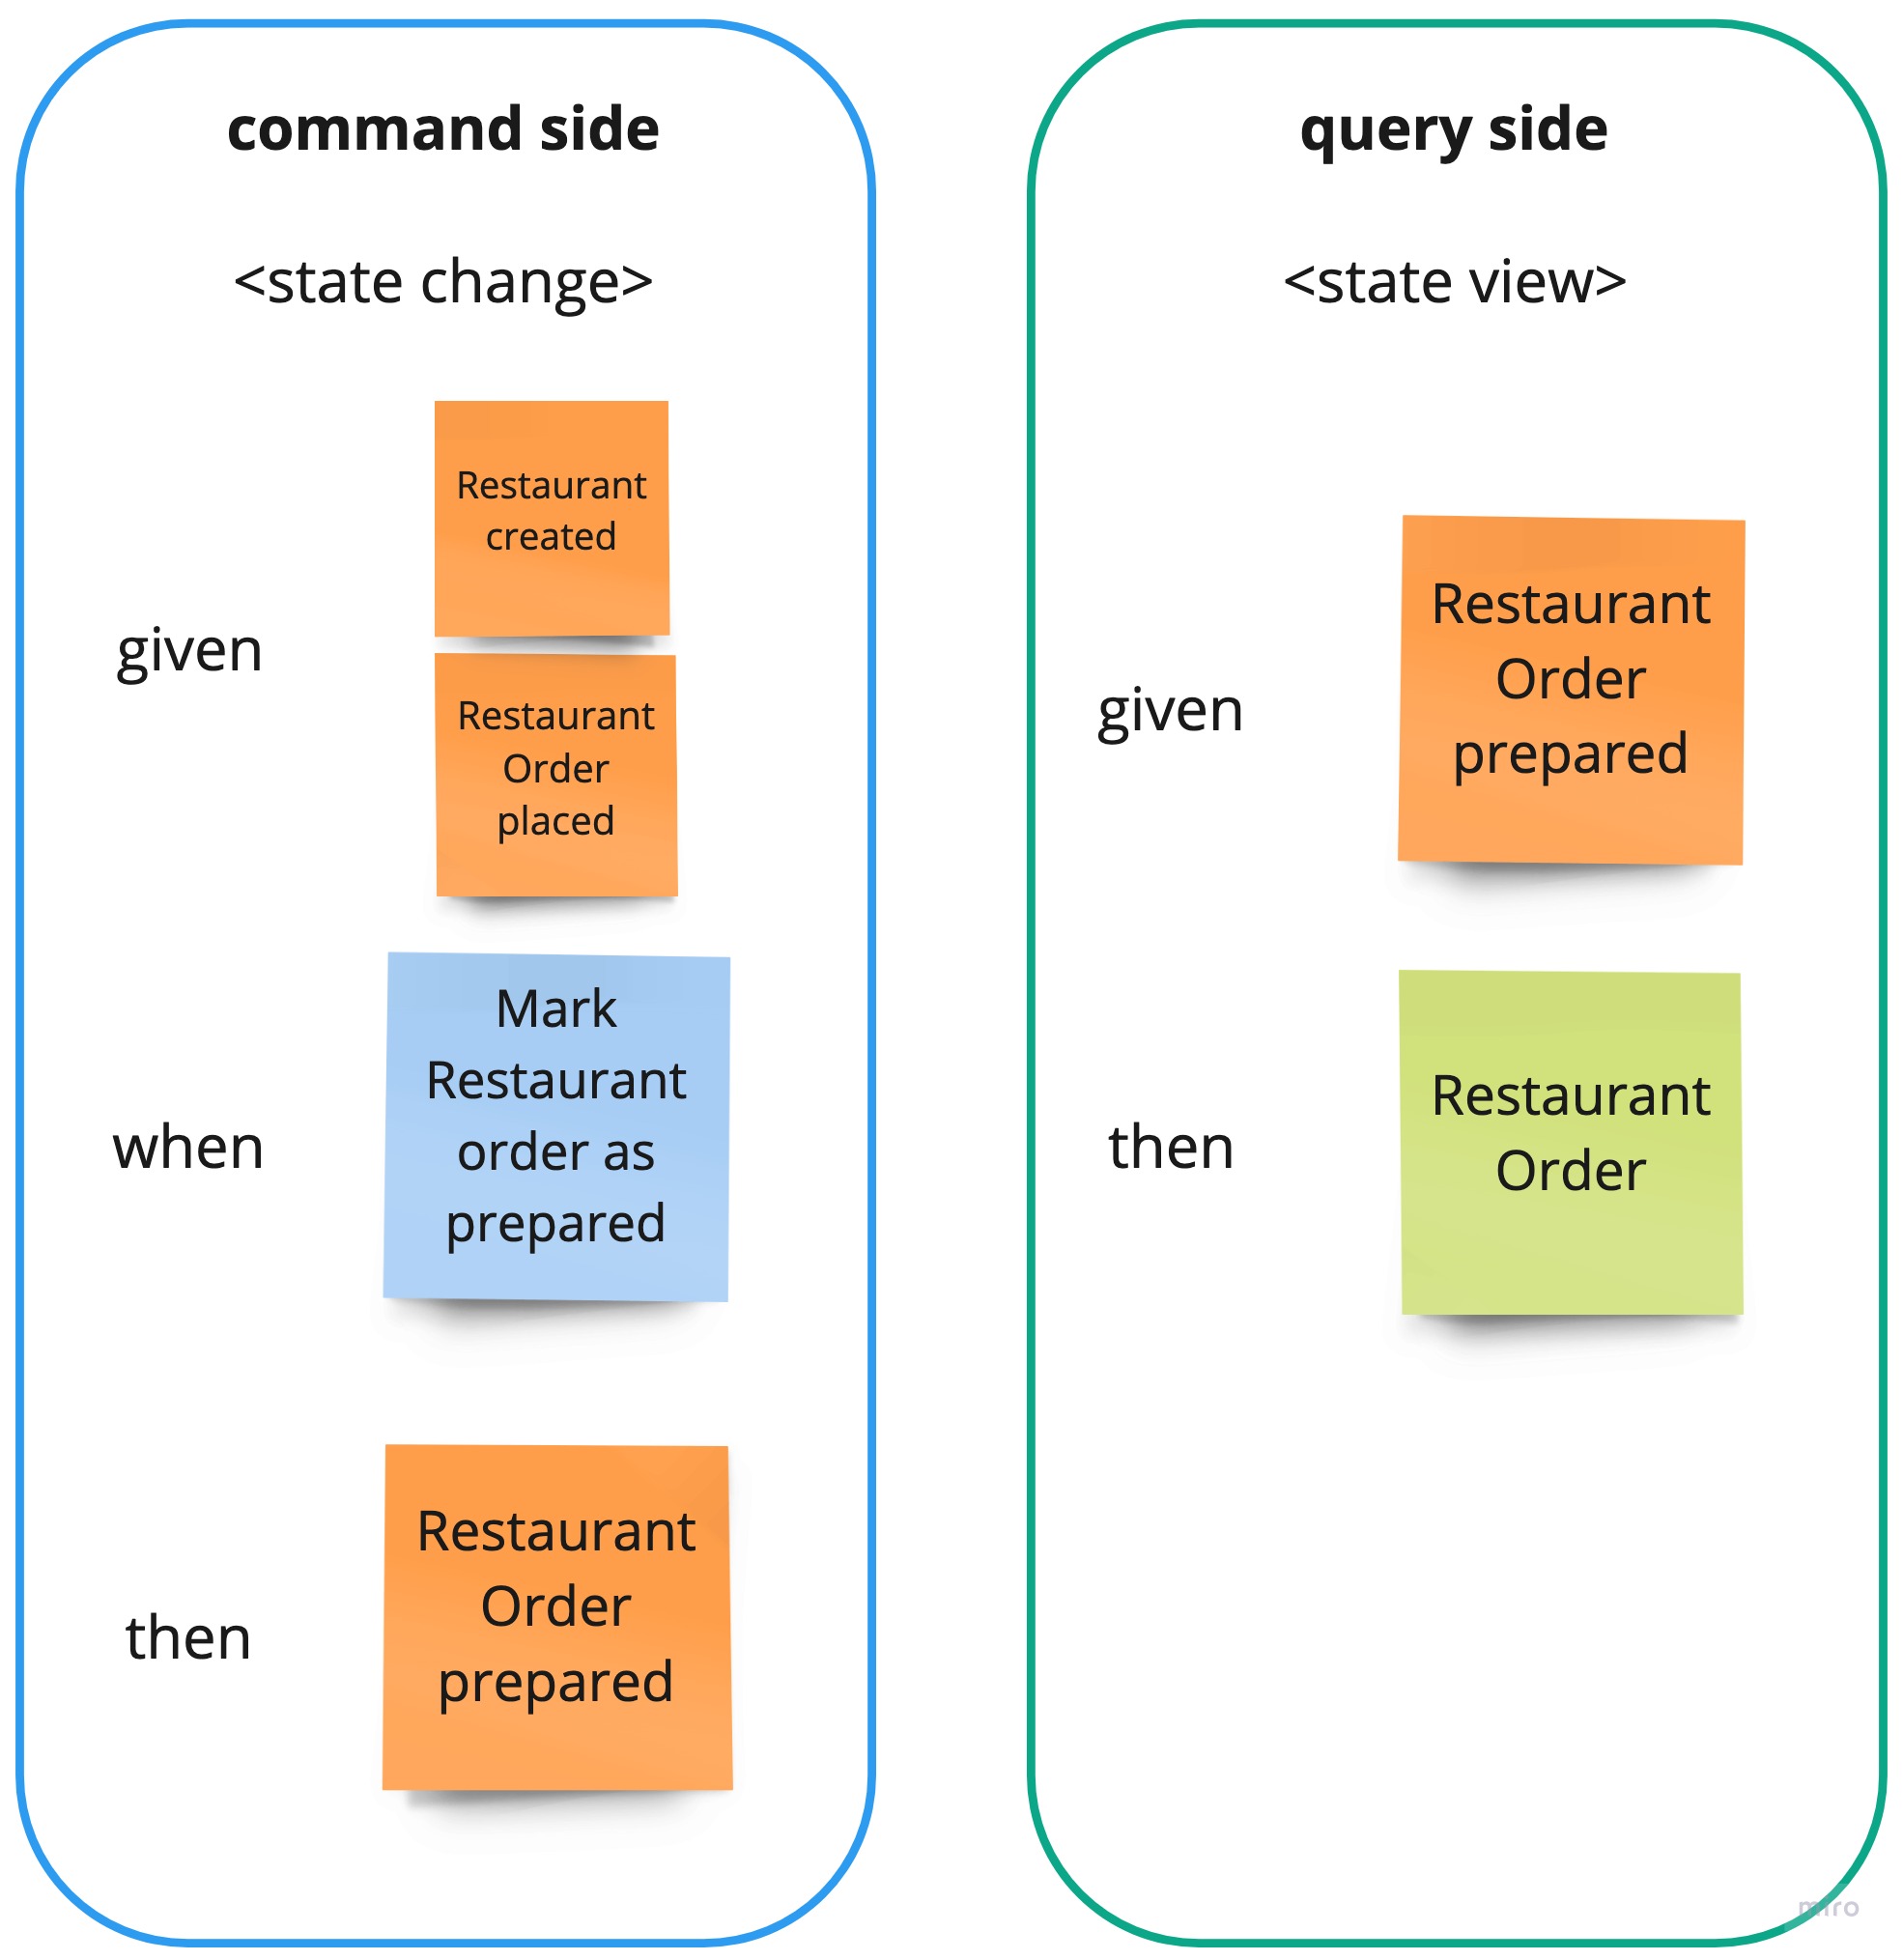 command side
<state change>
given
Restaurant
created
Restaurant
Order
placed
when
Mark
Restaurant
order as
prepared
then
Restaurant
Order
prepared
query side
<state view>
given
Restaurant
Order
prepared
then
Restaurant
Order
miro